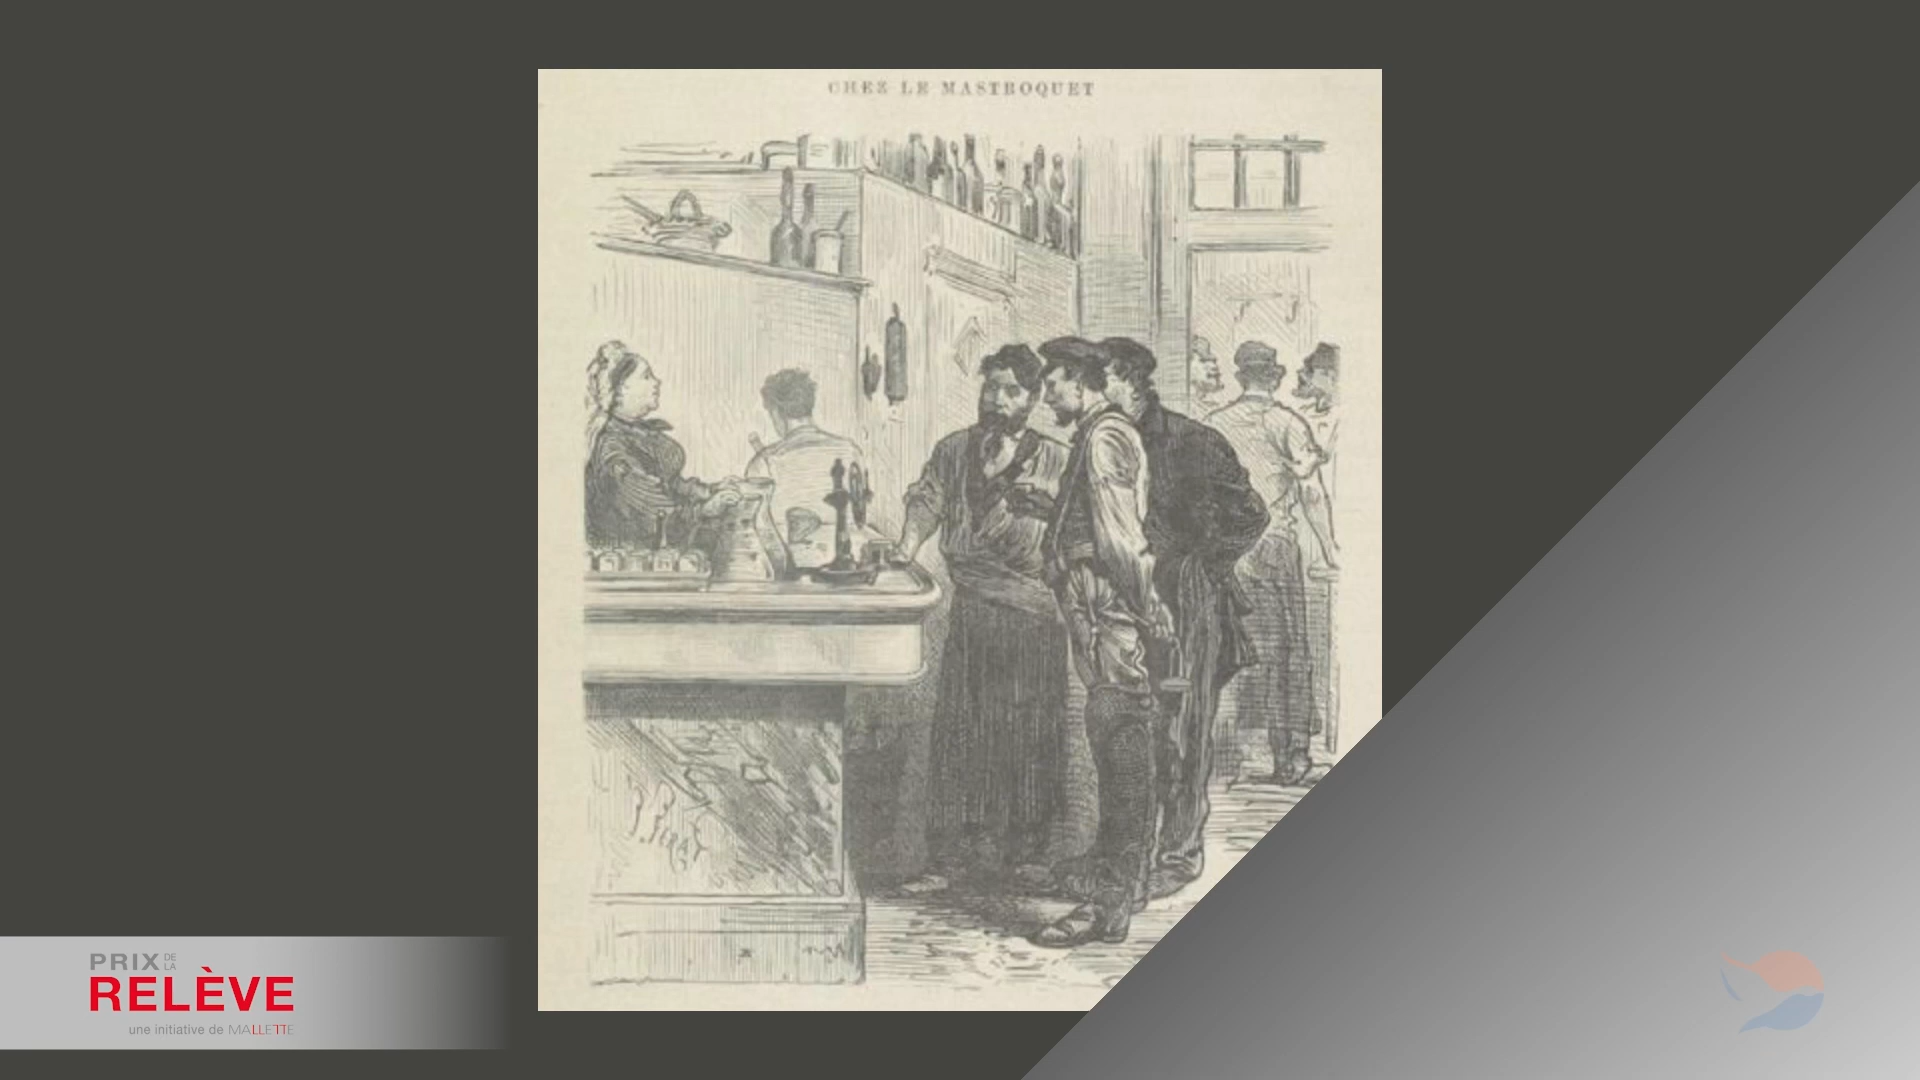 CHEZ LE MASTROQUET
PRIX DE LA
RELÈVE
une initiative de MALLETTE